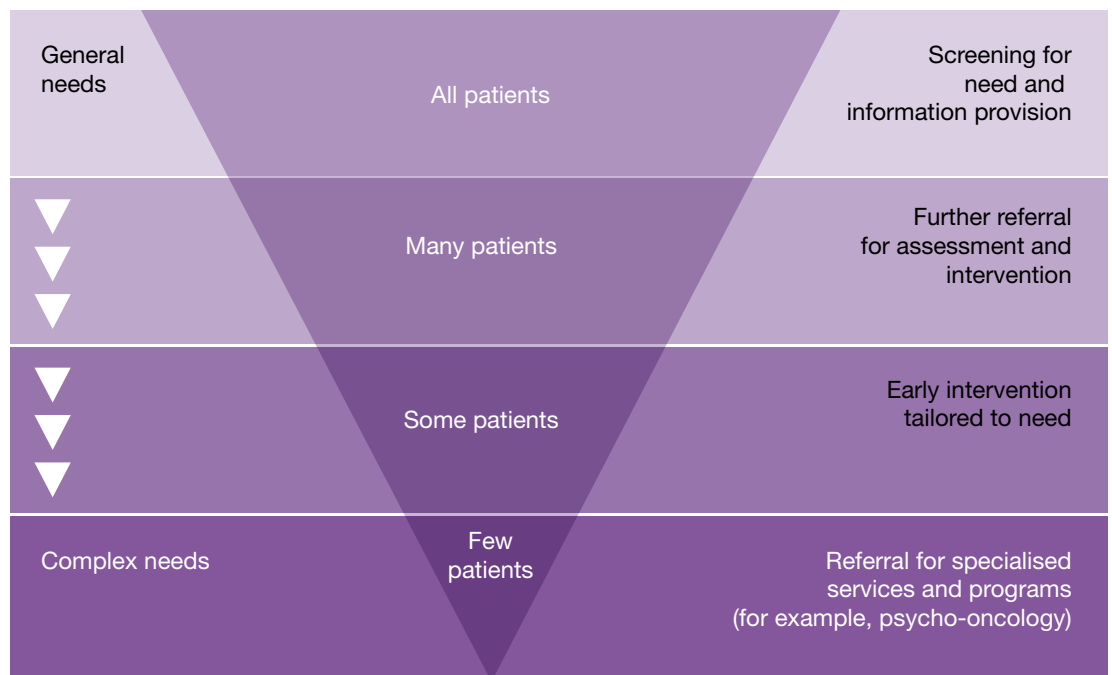 General
needs
All patients
Screening for
need and
information provision
Many patients
Further referral
for assessment and
intervention
Some patients
Early intervention
tailored to need
Complex needs
Few
patients
Referral for specialised
services and programs
(for example, psycho-oncology)